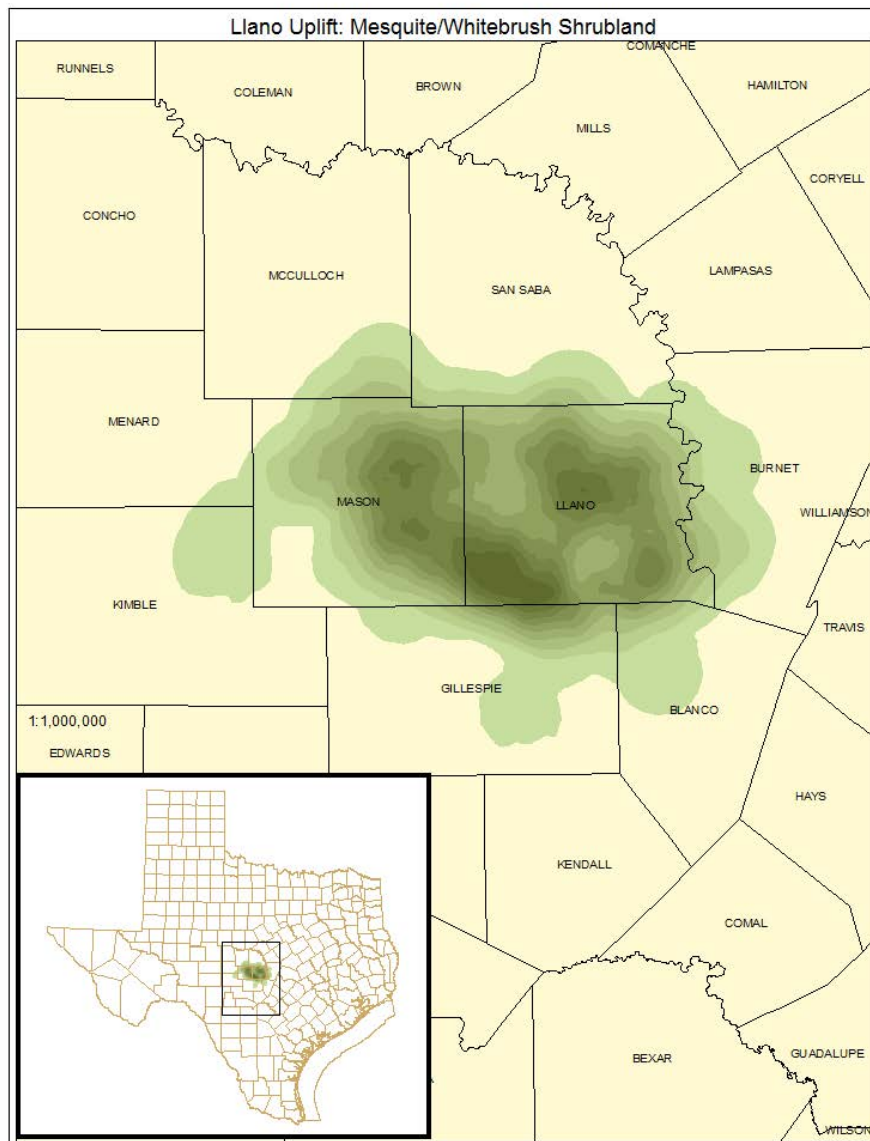 Llano Uplift: Mesquite/Whitebrush Shrubland
COMANCHE
RUNNELS
COLEMAN
BROWN
HAMILTON
MILLS
CORYELL
CONCHO
MCCULLOCH
LAMPASAS
SAN SABA
MENARD
BURNET
MASON
LLANO
WILLIAMSON
KIMBLE
TRAVIS
GILLESPIE
BLANCO
1:1,000,000
EDWARDS
HAYS
KENDALL
COMAL
BEXAR
GUADALUPE
WILSON